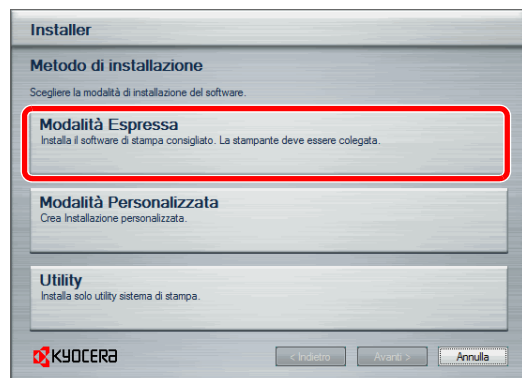 Installer
Metodo di installazione
Scegliere la modalità di installazione del software.
Modalità Espressa
Installa il software di stampa consigliato. La stampante deve essere colegata.
Modalità Personalizzata
Crea Installazione personalizzata.
Utility
Installa solo utility sistema di stampa.
KYOCERA
< Indietro
Avanti >
Annulla